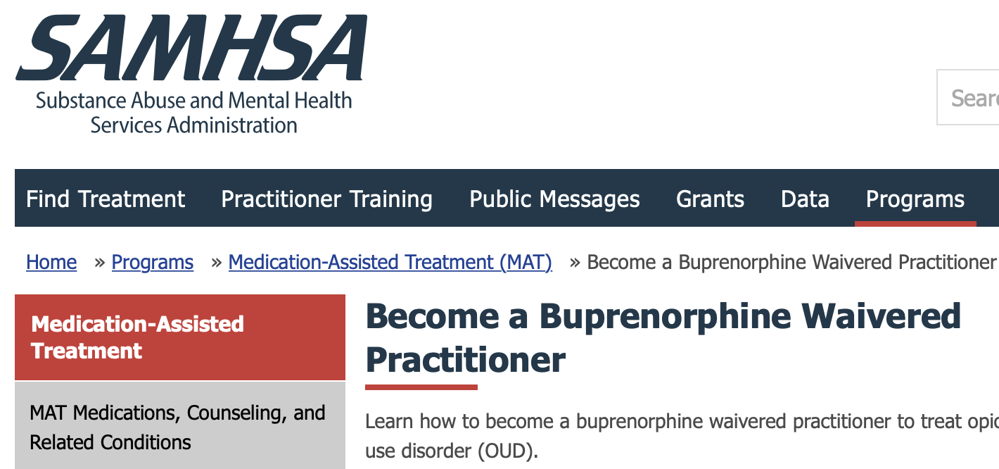 SAMHSA
Substance Abuse and Mental Health
Services Administration
Find Treatment Practitioner Training Public Messages Grants Data Programs
Home » Programs » Medication-Assisted Treatment (MAT) » Become a Buprenorphine Waivered Practitioner
Medication-Assisted
Treatment
MAT Medications, Counseling, and
Related Conditions
Become a Buprenorphine Waivered
Practitioner
Learn how to become a buprenorphine waivered practitioner to treat
use disorder (OUD).